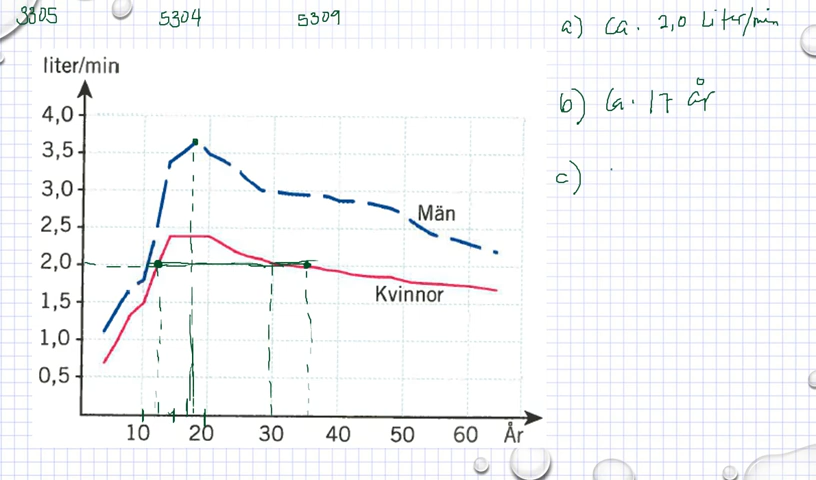 3305 5304 5309
a) ca. 2,0 Liter/min
liter/min
b) Ca. 17 år
c)
4,0
3,5
3,0
2,5
2,0
1,5
1,0
0,5
Män
Kvinnor
10 20 30 40 50 60 År